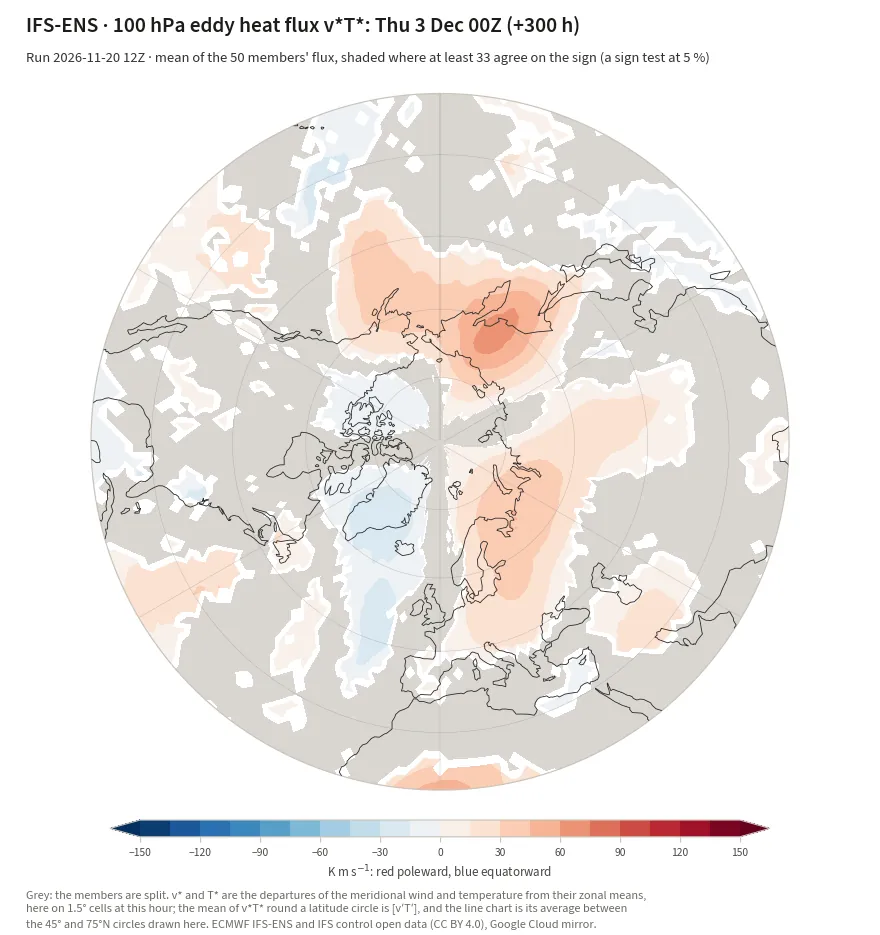 IFS-ENS · 100 hPa eddy heat flux v*T*: Thu 3 Dec 00Z (+300 h)
Run 2026-11-20 12Z · mean of the 50 members' flux, shaded where at least 33 agree on the sign (a sign test at 5 %)
−150 −120 −90 −60 −30 0 30 60 90 120 150
K m s⁻¹: red poleward, blue equatorward
Grey: the members are split. v* and T* are the departures of the meridional wind and temperature from their zonal means,
here on 1.5° cells at this hour; the mean of v*T* round a latitude circle is [v'T'], and the line chart is its average between
the 45° and 75°N circles drawn here. ECMWF IFS-ENS and IFS control open data (CC BY 4.0), Google Cloud mirror.